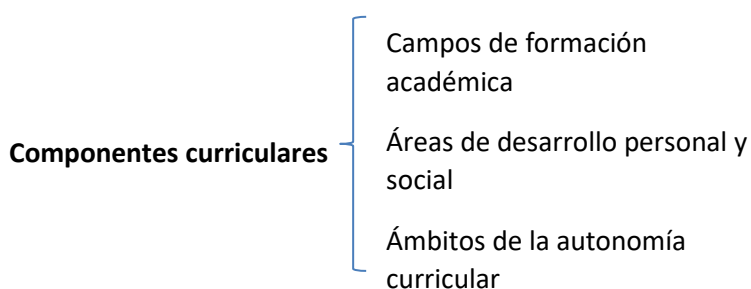 Componentes curriculares
Campos de formación
académica
Áreas de desarrollo personal y
social
Ámbitos de la autonomía
curricular